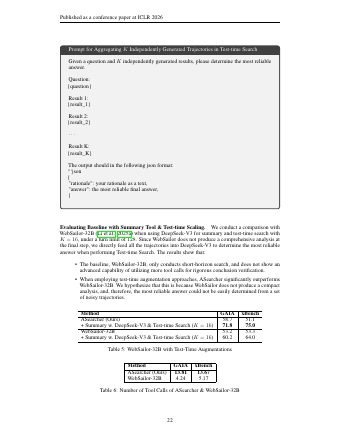 Published as a conference paper at ICLR 2026
Prompt for Aggregating K Independently Generated Trajectories in Test-time Search
Given a question and K independently generated results, please determine the most reliable
answer.
Question:
{question}
Result 1:
{result_1}
Result 2:
{result_2}
...
Result K:
{result_K}
The output should in the following json format:
```json
{
"rationale": your rationale as a text,
"answer": the most reliable final answer,
}
Evaluating Baseline with Summary Tool & Test-time Scaling. We conduct a comparison with
WebSailor-32B (Li et al., 2025a) when using DeepSeek-V3 for summary and test-time search with
K = 16, under a turn limit of 128. Since WebSailor does not produce a comprehensive analysis at
the final step, we directly feed all the trajectories into DeepSeek-V3 to determine the most reliable
answer when performing Test-time Search. The results show that:
• The baseline, WebSailor-32B, only conducts short-horizon search, and does not show an
advanced capability of utilizing more tool calls for rigorous conclusion verification.
• When employing test-time augmentation approaches, ASearcher significantly outperforms
WebSailor-32B. We hypothesize that this is because WebSailor does not produce a compact
analysis, and, therefore, the most reliable answer could not be easily determined from a set
of noisy trajectories.
Method GAIA xBench
ASearcher (Ours) 58.7 51.1
+ Summary w. DeepSeek-V3 & Test-time Search (K = 16) 71.8 75.0
WebSailor-32B 53.2 53.3
+ Summary w. DeepSeek-V3 & Test-time Search (K = 16) 60.2 64.0
Table 5: WebSailor-32B with Test-Time Augmentations
Method GAIA xBench
ASearcher (Ours)
WebSailor-32B 4.24 5.17
Table 6: Number of Tool Calls of ASearcher & WebSailor-32B
22